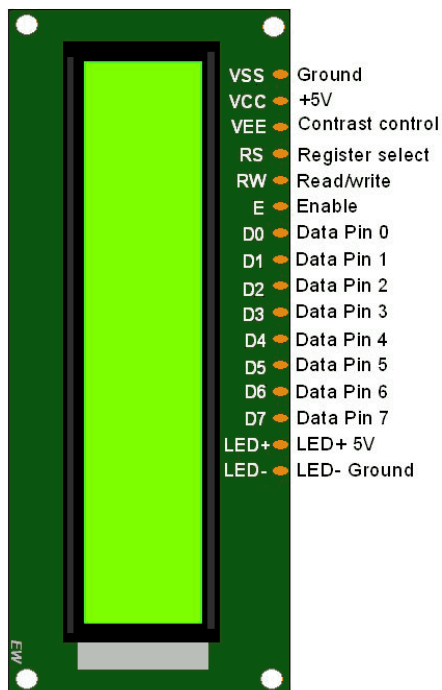 VSS Ground
VCC +5V
VEE Contrast control
RS Register select
RW Read/write
E Enable
D0 Data Pin 0
D1 Data Pin 1
D2 Data Pin 2
D3 Data Pin 3
D4 Data Pin 4
D5 Data Pin 5
D6 Data Pin 6
D7 Data Pin 7
LED+ LED+ 5V
LED- LED- Ground
EW